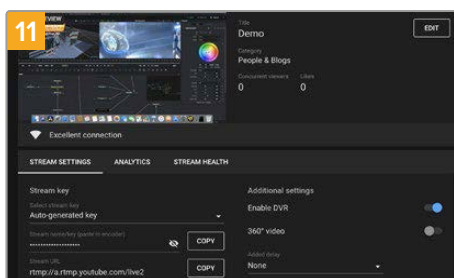 11
PREVIEW
Title
Demo
EDIT
Category
People & Blogs
Concurrent viewers
Likes
0
0
Excellent connection
STREAM SETTINGS
ANALYTICS
STREAM HEALTH
Stream key
Additional settings
Select stream key
Auto-generated key
Enable DVR
Stream name/key (paste in encoder)
COPY
360° video
Stream URL
rtmp://a.rtmp.youtube.com/live2
COPY
Added delay
None